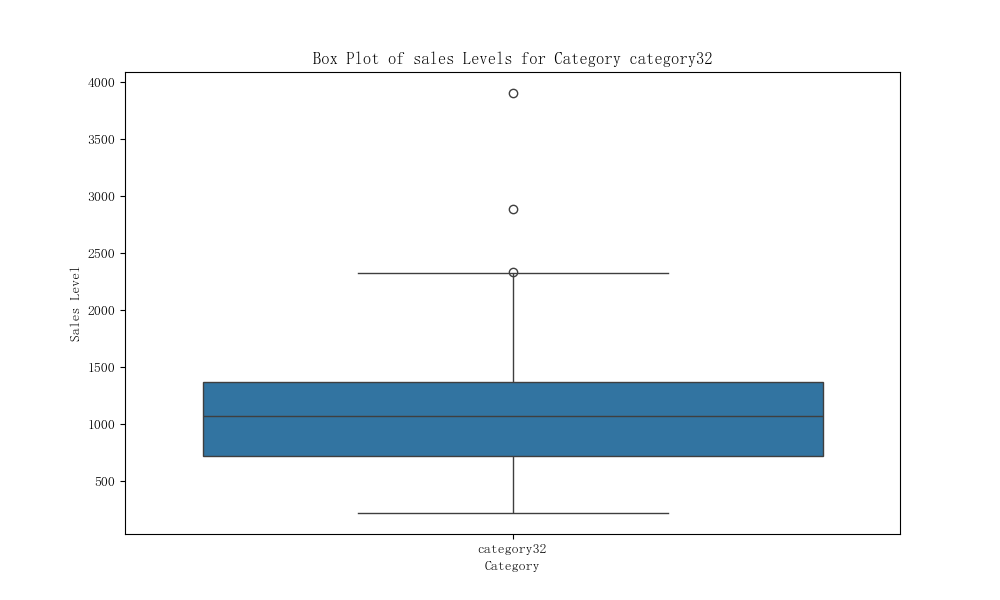 Box Plot of sales Levels for Category category32
4000
3500
3000
2500
2000
1500
1000
500
Sales Level
category32
Category